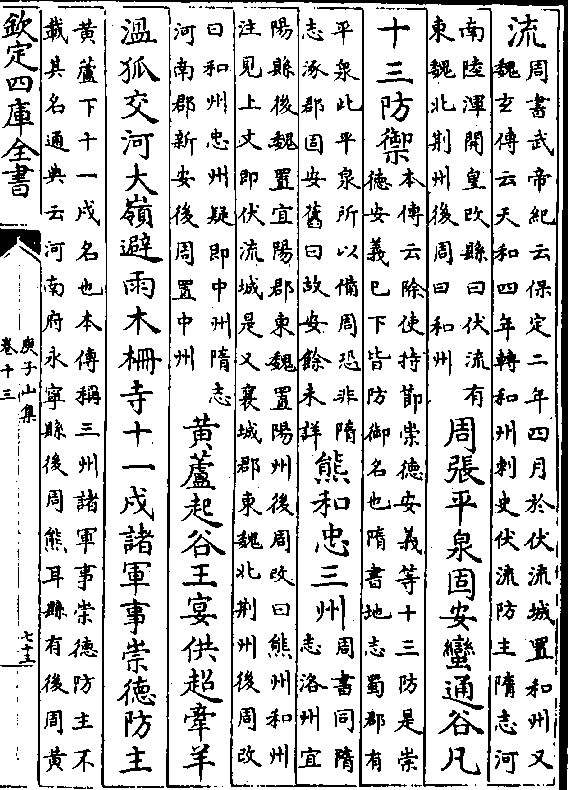 流周書武帝紀云保定二年四月於伏流城置和州又
魏玄傳云天和四年轉和州刺史伏流防主隋志河
南陸渾開皇改縣曰伏流有
東魏北荆州後周曰和州
周張平泉固安蠻通谷凡
十三防禦本傳云除使持節崇德安義等十三防是崇
德安義巳下皆防御名也隋書地志蜀郡有
平泉此平泉所以備周恐非隋
志涿郡固安舊曰故安餘未詳
熊和忠三州周書同隋
志洛州宜
陽縣後魏置宜陽郡東魏置陽州後周改曰熊州和州
注見上文即伏流城是又襄城郡東魏北荆州後周改
曰和州忠州疑即中州隋志
河南郡新安後周置中州
黃蘆起谷王宴供超牽羊
溫狐交河大嶺避雨木柵寺十一戍諸軍事崇德防主
黃蘆下十一戍名也本傳稱三州諸軍事崇德防主不
載其名通典云河南府永寧縣後周熊耳縣有後周黃
欽定四庫全書
庾子山集
卷十三